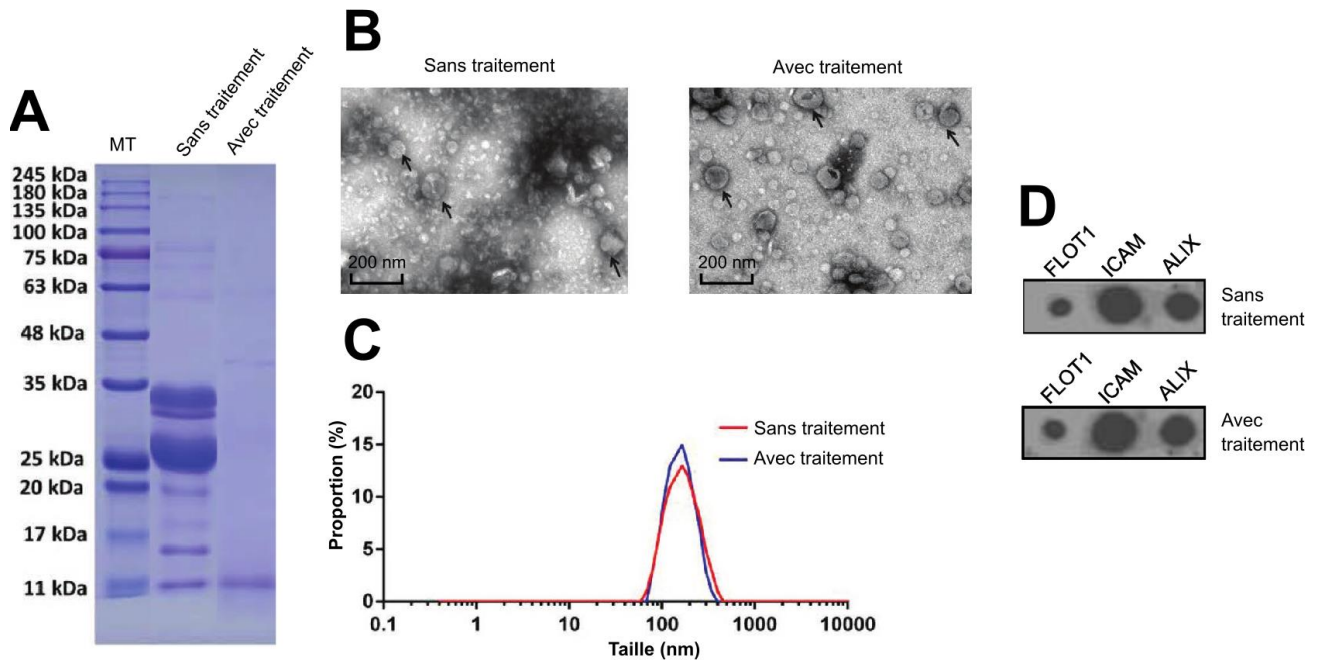 A
MT
Sans traitement
Avec traitement
245 kDa
180 kDa
135 kDa
100 kDa
75 kDa
63 kDa
48 kDa
35 kDa
25 kDa
20 kDa
17 kDa
11 kDa
B
Sans traitement
Avec traitement
200 nm
200 nm
C
Proportion (%)
20
15
10
5
0
0.1
1
10
100
1000
10000
Taille (nm)
Sans traitement
Avec traitement
D
FLOT1
ICAM
ALIX
Sans
traitement
FLOT1
ICAM
ALIX
Avec
traitement